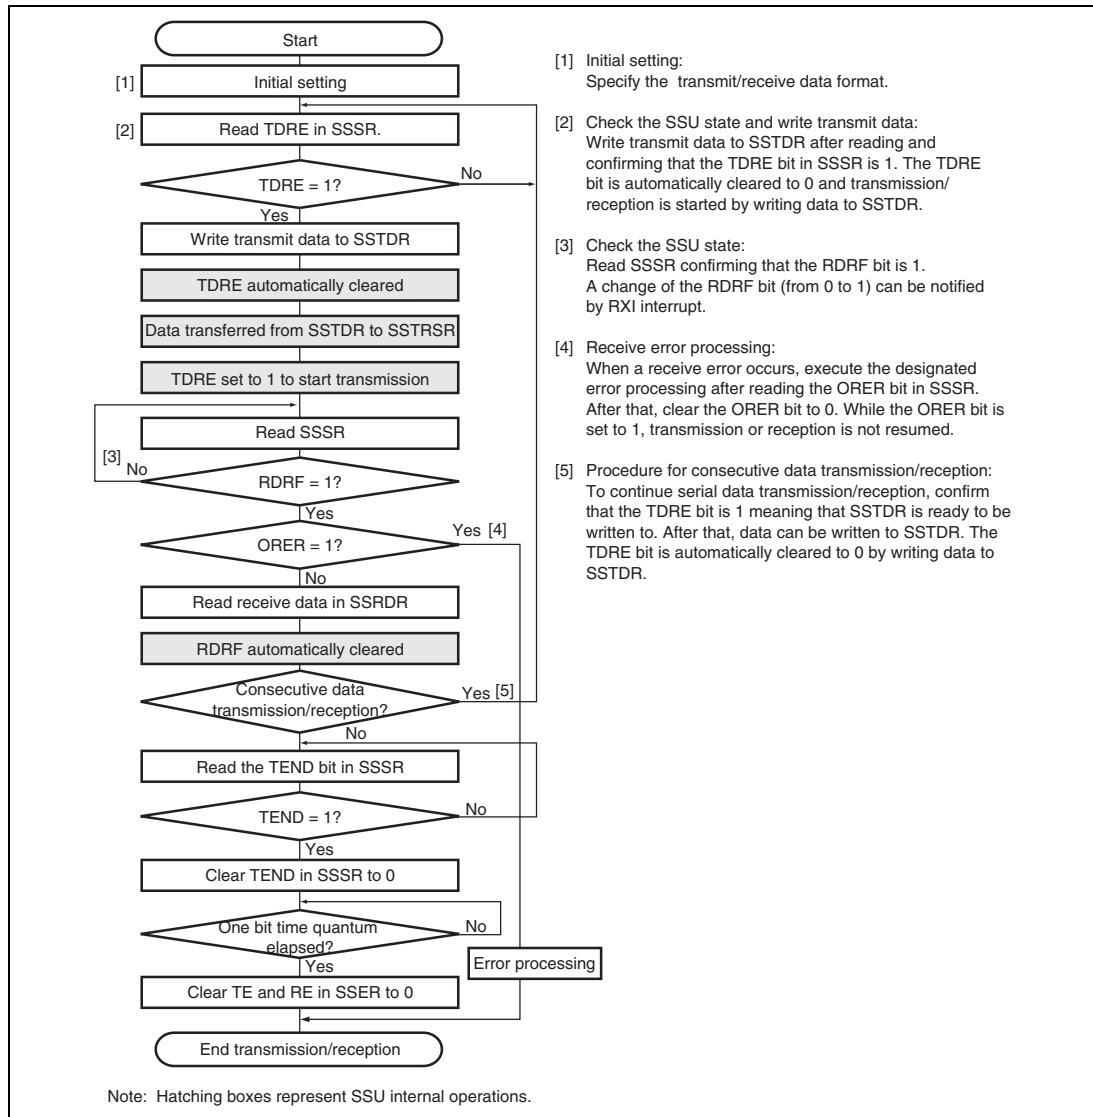 Start
[1] Initial setting
[2] Read TDRE in SSSR.
TDRE = 1?
No
Yes
Write transmit data to SSTDR
TDRE automatically cleared
Data transferred from SSTDR to SSTRSR
TDRE set to 1 to start transmission
Read SSSR
[3]
No
RDRF = 1?
Yes
ORER = 1?
Yes [4]
No
Read receive data in SSRDR
RDRF automatically cleared
Consecutive data
transmission/reception?
Yes [5]
No
Read the TEND bit in SSSR
TEND = 1?
No
Yes
Clear TEND in SSSR to 0
One bit time quantum
elapsed?
No
Yes
Error processing
Clear TE and RE in SSER to 0
End transmission/reception
[1] Initial setting:
Specify the transmit/receive data format.
[2] Check the SSU state and write transmit data:
Write transmit data to SSTDR after reading and
confirming that the TDRE bit in SSSR is 1. The TDRE
bit is automatically cleared to 0 and transmission/
reception is started by writing data to SSTDR.
[3] Check the SSU state:
Read SSSR confirming that the RDRF bit is 1.
A change of the RDRF bit (from 0 to 1) can be notified
by RXI interrupt.
[4] Receive error processing:
When a receive error occurs, execute the designated
error processing after reading the ORER bit in SSSR.
After that, clear the ORER bit to 0. While the ORER bit is
set to 1, transmission or reception is not resumed.
[5] Procedure for consecutive data transmission/reception:
To continue serial data transmission/reception, confirm
that the TDRE bit is 1 meaning that SSTDR is ready to be
written to. After that, data can be written to SSTDR. The
TDRE bit is automatically cleared to 0 by writing data to
SSTDR.
Note: Hatching boxes represent SSU internal operations.